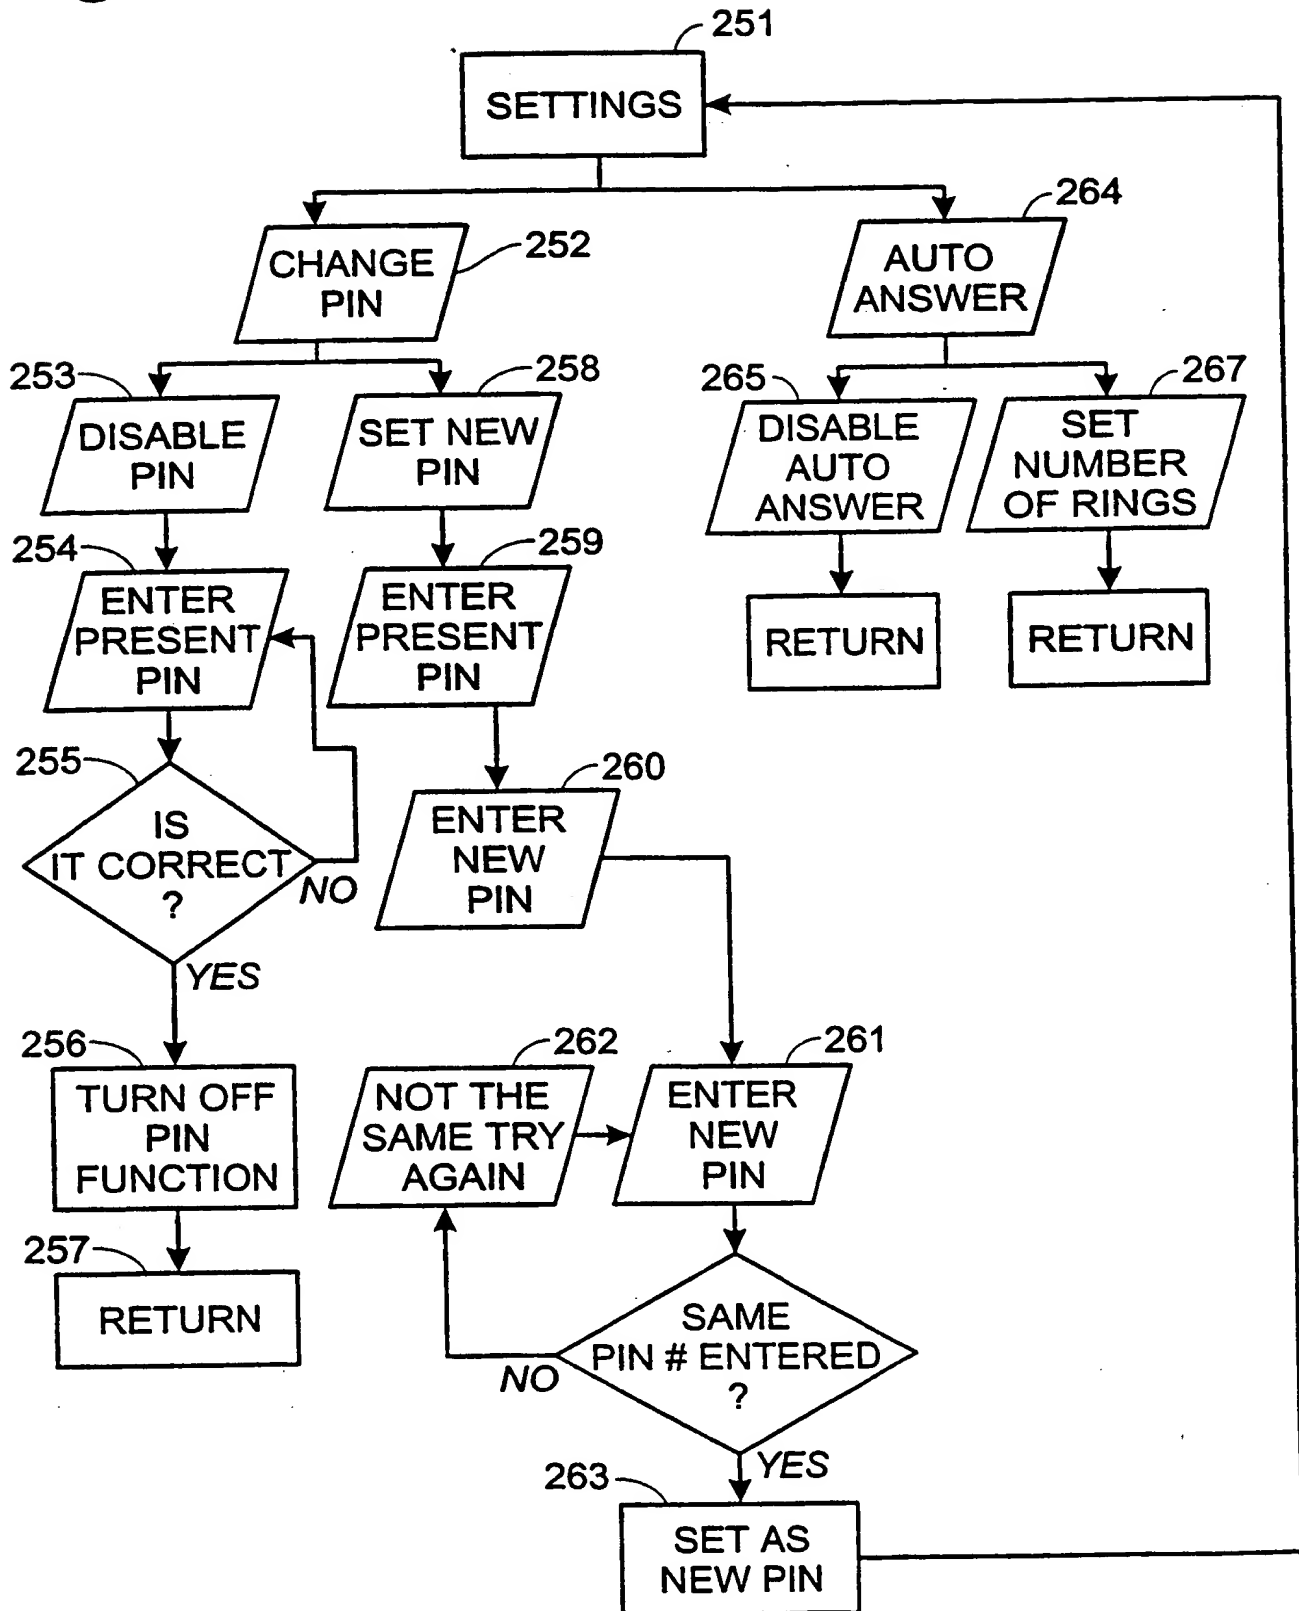 251
SETTINGS
264
252
CHANGE
PIN
AUTO
ANSWER
253
258
265
267
DISABLE
PIN
SET NEW
PIN
DISABLE
AUTO
ANSWER
SET
NUMBER
OF RINGS
254
259
ENTER
PRESENT
PIN
ENTER
PRESENT
PIN
RETURN
RETURN
255
260
IS
IT CORRECT
?
NO
ENTER
NEW
PIN
YES
256
262
261
TURN OFF
PIN
FUNCTION
NOT THE
SAME TRY
AGAIN
ENTER
NEW
PIN
257
RETURN
SAME
PIN # ENTERED
?
NO
YES
263
SET AS
NEW PIN